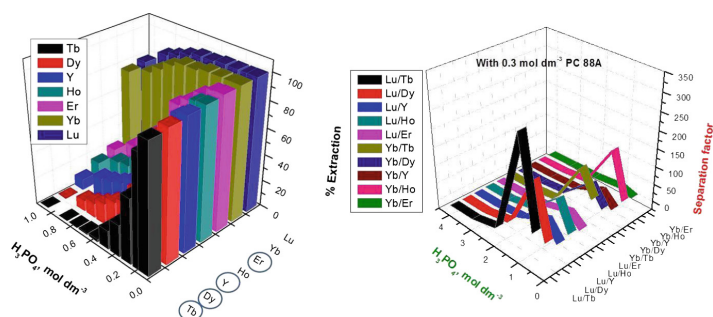 Tb
Dy
Y
Ho
Er
Yb
Lu
100
80
60
40
20
0
% Extraction
1.0
0.8
0.6
0.4
0.2
0.0
H3PO4, mol dm-3
Lu
Yb
Er
Ho
Y
Dy
Tb
With 0.3 mol dm-3 PC 88A
Lu/Tb
Lu/Dy
Lu/Y
Lu/Ho
Lu/Er
Yb/Tb
Yb/Dy
Yb/Y
Yb/Ho
Yb/Er
350
300
250
200
150
100
50
0
Separation factor
4
3
2
1
0
H3PO4, mol dm-3
Yb/Er
Yb/Ho
Yb/Y
Yb/Dy
Yb/Tb
Lu/Er
Lu/Ho
Lu/Y
Lu/Dy
Lu/Tb